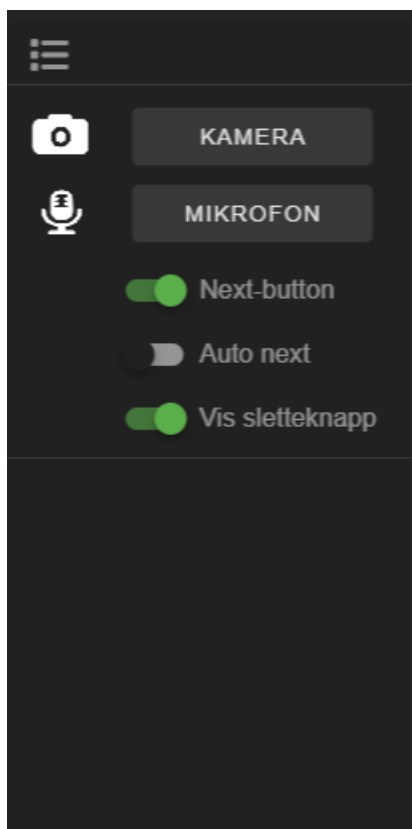 KAMERA
MIKROFON
Next-button
Auto next
Vis sletteknapp